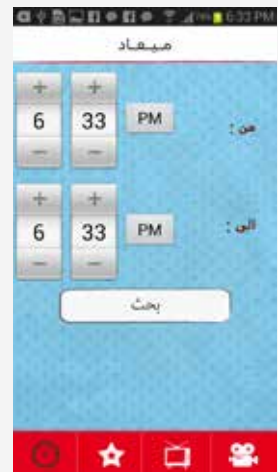 6:33 PM
ميعاد
+ +
6 33 PM من :
− −
+ +
6 33 PM الى :
− −
بحث